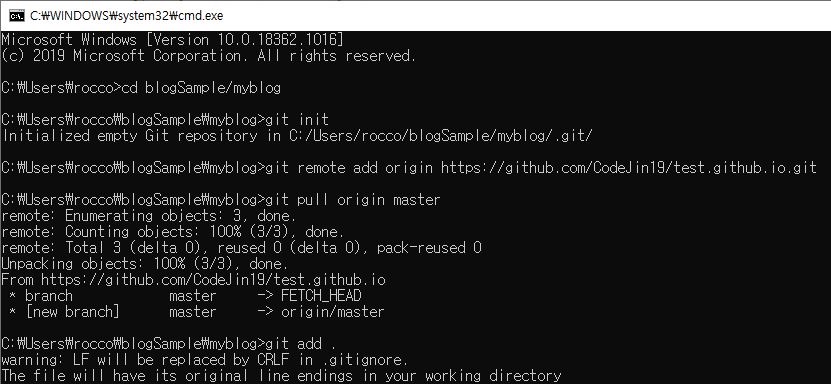 C:₩WINDOWS₩system32₩cmd.exe
Microsoft Windows [Version 10.0.18362.1016]
(c) 2019 Microsoft Corporation. All rights reserved.
C:₩Users₩rocco>cd blogSample/myblog
C:₩Users₩rocco₩blogSample₩myblog>git init
Initialized empty Git repository in C:/Users/rocco/blogSample/myblog/.git/
C:₩Users₩rocco₩blogSample₩myblog>git remote add origin https://github.com/CodeJin19/test.github.io.git
C:₩Users₩rocco₩blogSample₩myblog>git pull origin master
remote: Enumerating objects: 3, done.
remote: Counting objects: 100% (3/3), done.
remote: Total 3 (delta 0), reused 0 (delta 0), pack-reused 0
Unpacking objects: 100% (3/3), done.
From https://github.com/CodeJin19/test.github.io
 * branch            master     -> FETCH_HEAD
 * [new branch]      master     -> origin/master
C:₩Users₩rocco₩blogSample₩myblog>git add .
warning: LF will be replaced by CRLF in .gitignore.
The file will have its original line endings in your working directory